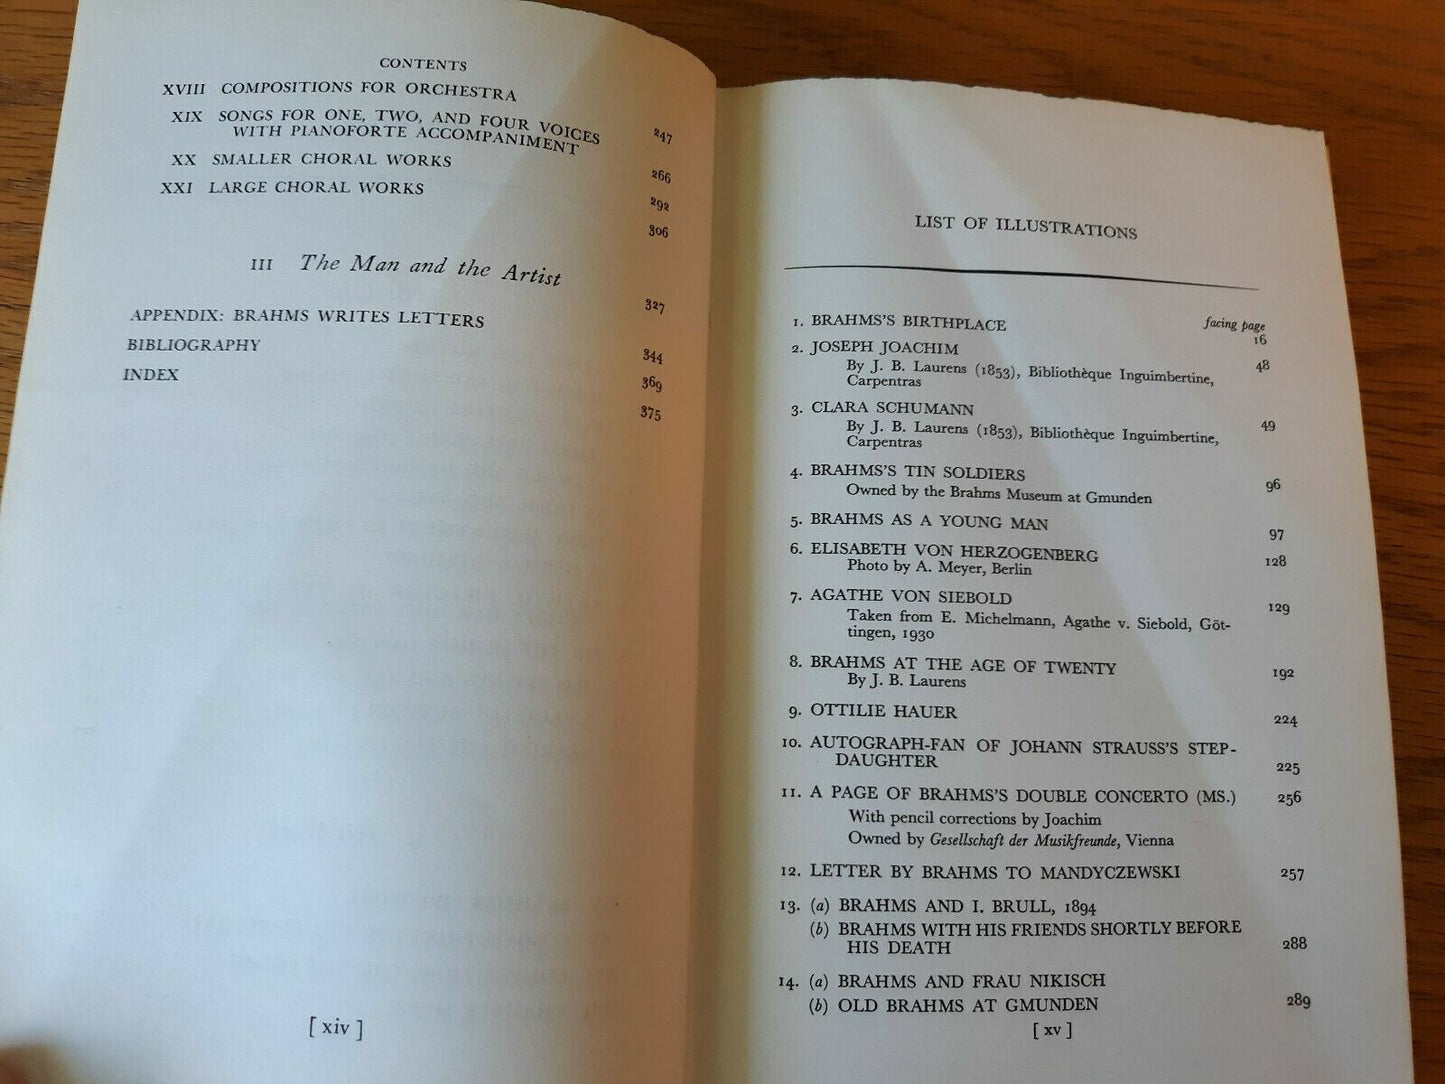 CONTENTS
XVIII COMPOSITIONS FOR ORCHESTRA 247
XIX SONGS FOR ONE, TWO, AND FOUR VOICES
WITH PIANOFORTE ACCOMPANIMENT 266
XX SMALLER CHORAL WORKS 292
XXI LARGE CHORAL WORKS 306
III The Man and the Artist 327
APPENDIX: BRAHMS WRITES LETTERS 344
BIBLIOGRAPHY 369
INDEX 375
[ xiv ]
LIST OF ILLUSTRATIONS
facing page
1. BRAHMS'S BIRTHPLACE 16
2. JOSEPH JOACHIM 48
By J. B. Laurens (1853), Bibliothèque Inguimbertine,
Carpentras
3. CLARA SCHUMANN 49
By J. B. Laurens (1853), Bibliothèque Inguimbertine,
Carpentras
4. BRAHMS'S TIN SOLDIERS 96
Owned by the Brahms Museum at Gmunden
5. BRAHMS AS A YOUNG MAN 97
6. ELISABETH VON HERZOGENBERG 128
Photo by A. Meyer, Berlin
7. AGATHE VON SIEBOLD 129
Taken from E. Michelmann, Agathe v. Siebold, Göt-
tingen, 1930
8. BRAHMS AT THE AGE OF TWENTY 192
By J. B. Laurens
9. OTTILIE HAUER 224
10. AUTOGRAPH-FAN OF JOHANN STRAUSS'S STEP-
DAUGHTER 225
11. A PAGE OF BRAHMS'S DOUBLE CONCERTO (MS.) 256
With pencil corrections by Joachim
Owned by Gesellschaft der Musikfreunde, Vienna
12. LETTER BY BRAHMS TO MANDYCZEWSKI 257
13. (a) BRAHMS AND I. BRULL, 1894
(b) BRAHMS WITH HIS FRIENDS SHORTLY BEFORE
HIS DEATH 288
14. (a) BRAHMS AND FRAU NIKISCH
(b) OLD BRAHMS AT GMUNDEN 289
[ xv ]